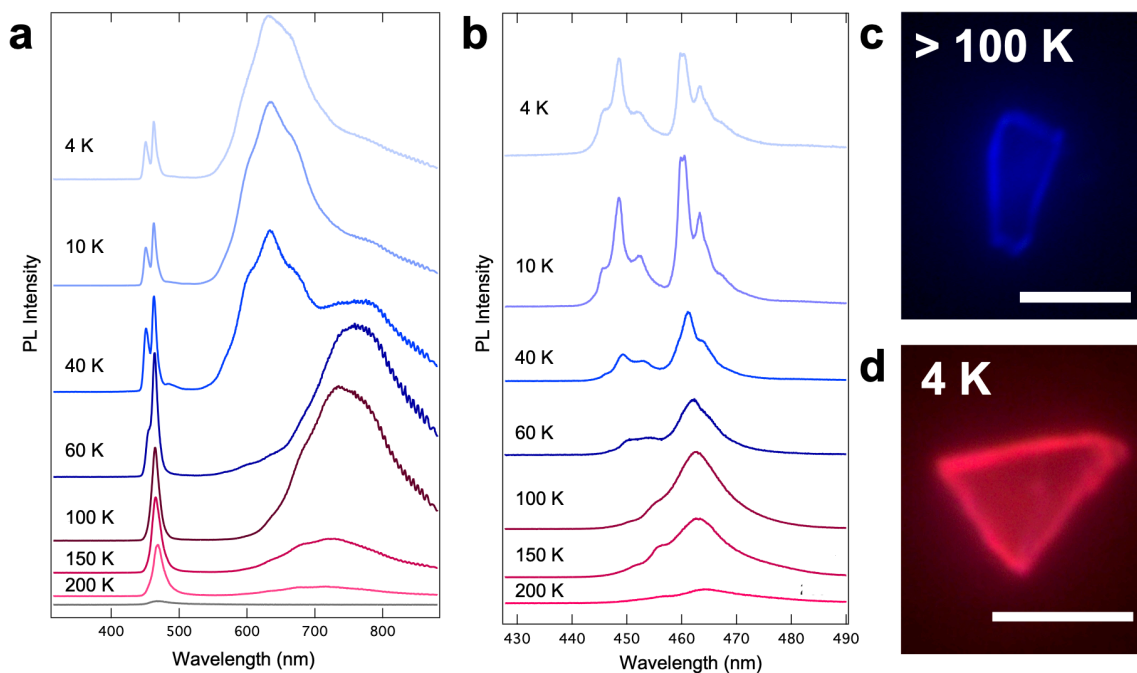 a
4 K
10 K
40 K
60 K
100 K
150 K
200 K
PL Intensity
400 500 600 700 800
Wavelength (nm)
b
4 K
10 K
40 K
60 K
100 K
150 K
200 K
PL Intensity
430 440 450 460 470 480 490
Wavelength (nm)
c
> 100 K
d
4 K